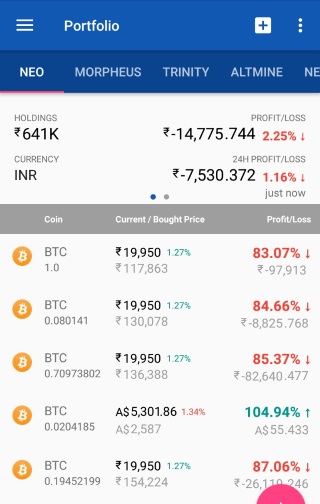 Portfolio
NEO MORPHEUS TRINITY ALTMINE NE
HOLDINGS PROFIT/LOSS
₹641K ₹-14,775.744 2.25% ↓
CURRENCY 24H PROFIT/LOSS
INR ₹-7,530.372 1.16% ↓
just now
Coin Current / Bought Price Profit/Loss
BTC ₹19,950 1.27% 83.07% ↓
1.0 ₹117,863 ₹-97,913
BTC ₹19,950 1.27% 84.66% ↓
0.080141 ₹130,078 ₹-8,825.768
BTC ₹19,950 1.27% 85.37% ↓
0.70973802 ₹136,388 ₹-82,640.477
BTC A$5,301.86 1.34% 104.94% ↑
0.0204185 A$2,587 A$55.433
BTC ₹19,950 1.27% 87.06% ↓
0.19452199 ₹154,224